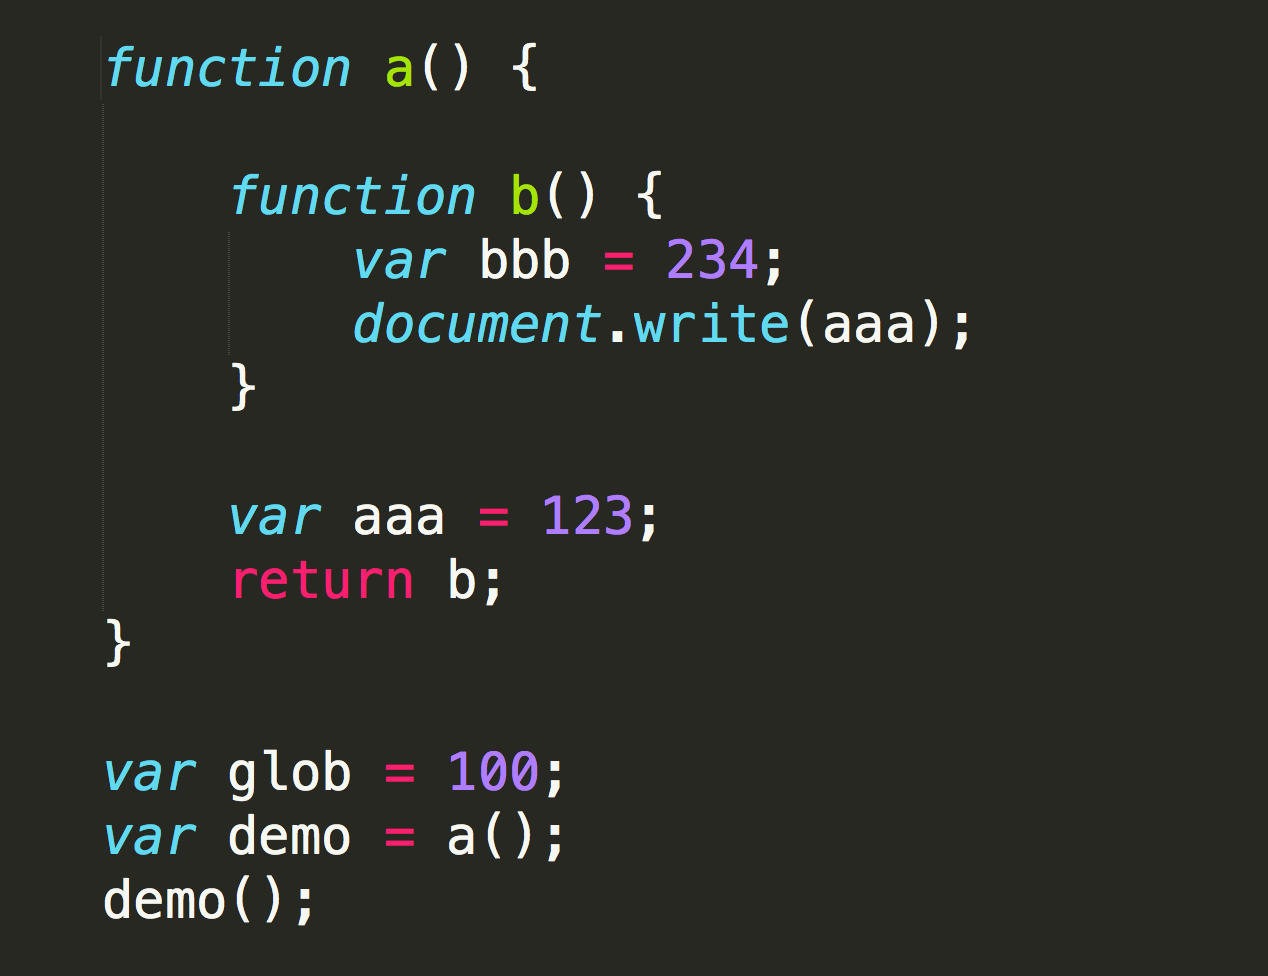 function a() {
function b() {
var bbb = 234;
document.write(aaa);
}
var aaa = 123;
return b;
}
var glob = 100;
var demo = a();
demo();